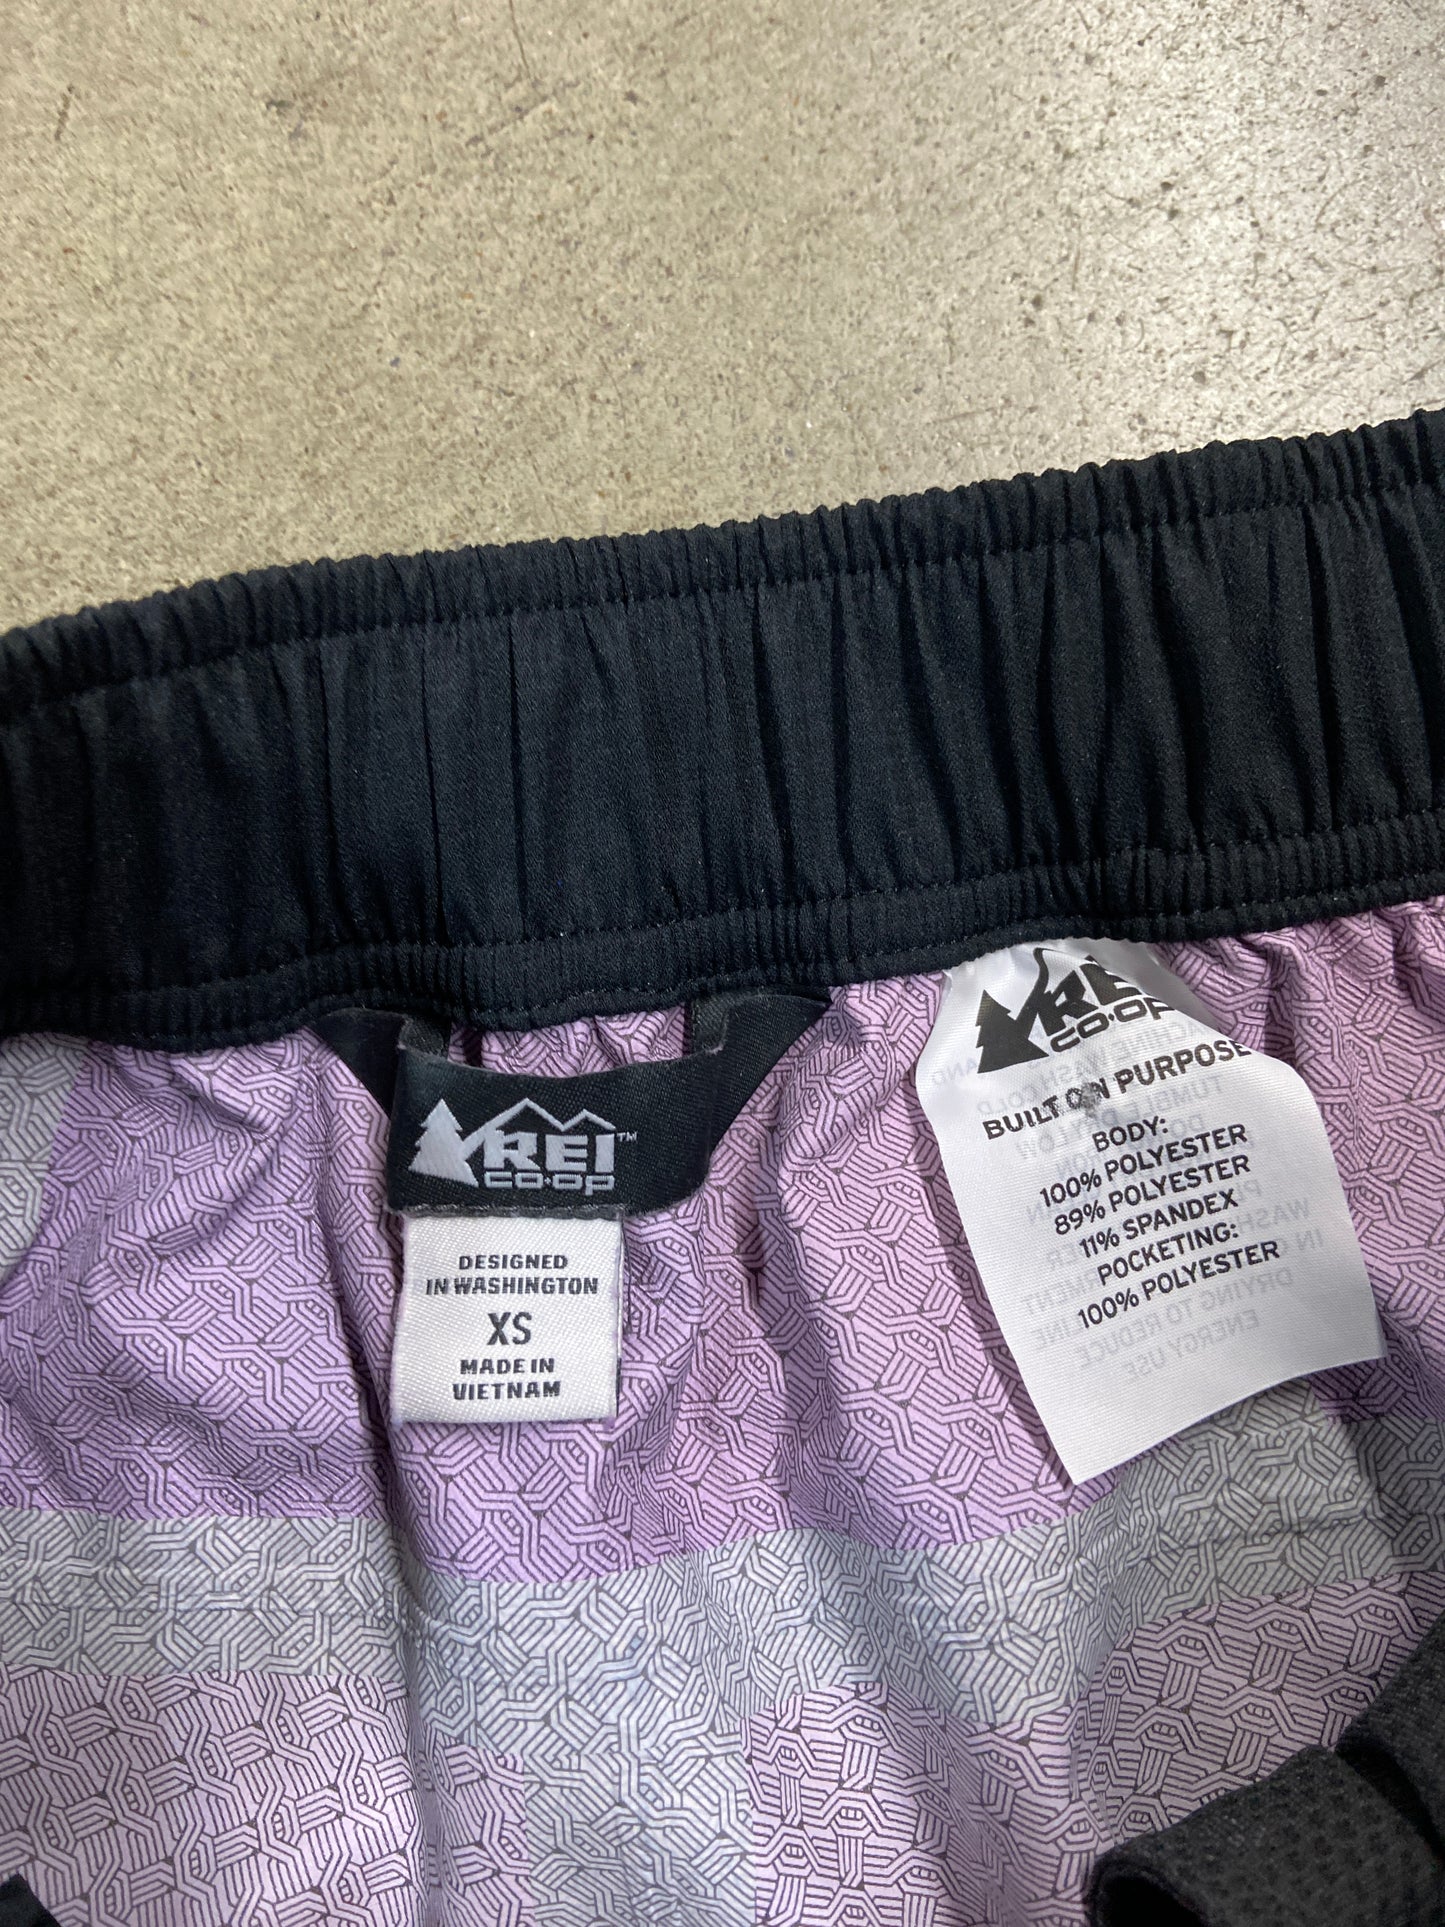 REI™
CO·OP
DESIGNED
IN WASHINGTON
XS
MADE IN
VIETNAM
REI
CO·OP
BUILT ON PURPOSE
BODY:
100% POLYESTER
89% POLYESTER
11% SPANDEX
POCKETING:
100% POLYESTER